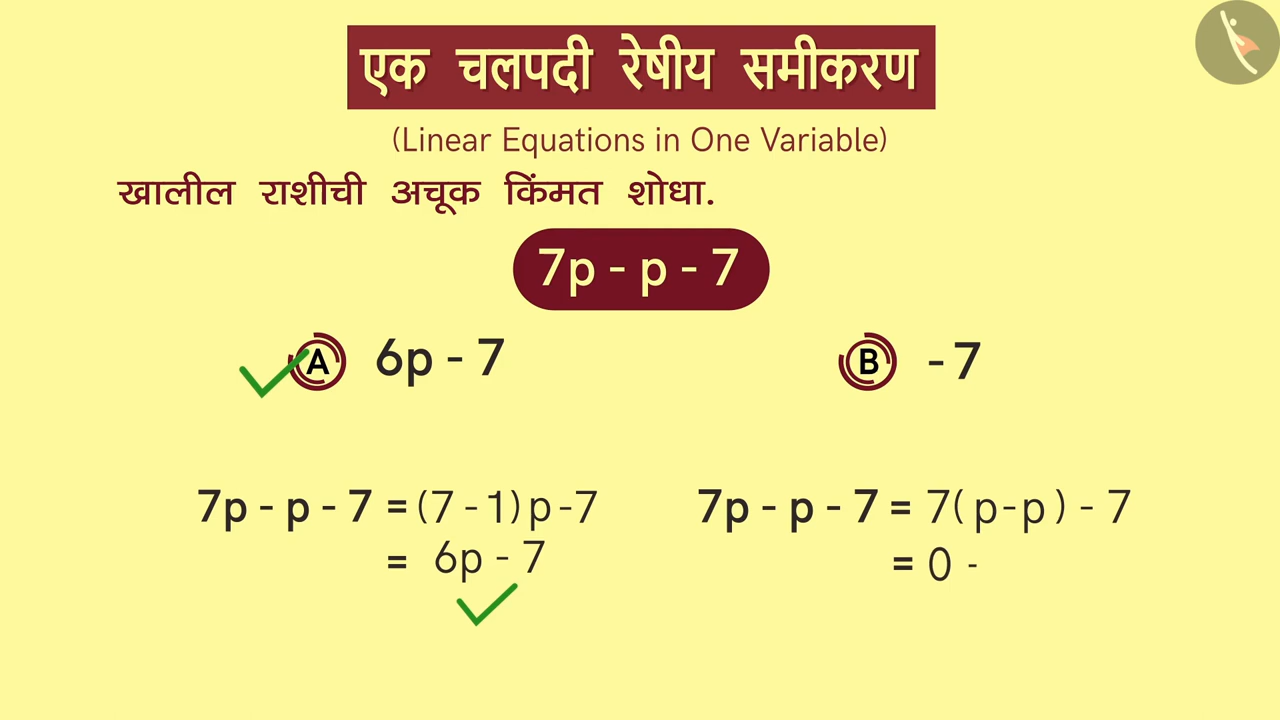 एक चलपदी रेषीय समीकरण
(Linear Equations in One Variable)
खालील राशीची अचूक किंमत शोधा.
7p - p - 7
A 6p - 7
B - 7
7p - p - 7 = (7 - 1)p -7
= 6p - 7
7p - p - 7 = 7( p-p ) - 7
= 0 -